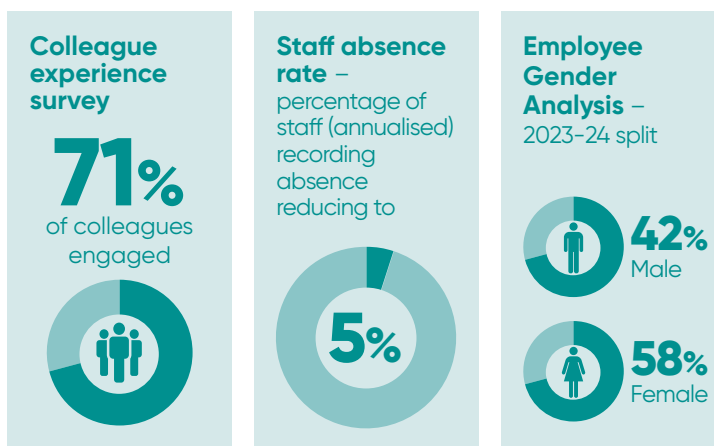 Colleague
experience
survey
71%
of colleagues
engaged
Staff absence
rate –
percentage of
staff (annualised)
recording
absence
reducing to
5%
Employee
Gender
Analysis –
2023-24 split
42%
Male
58%
Female